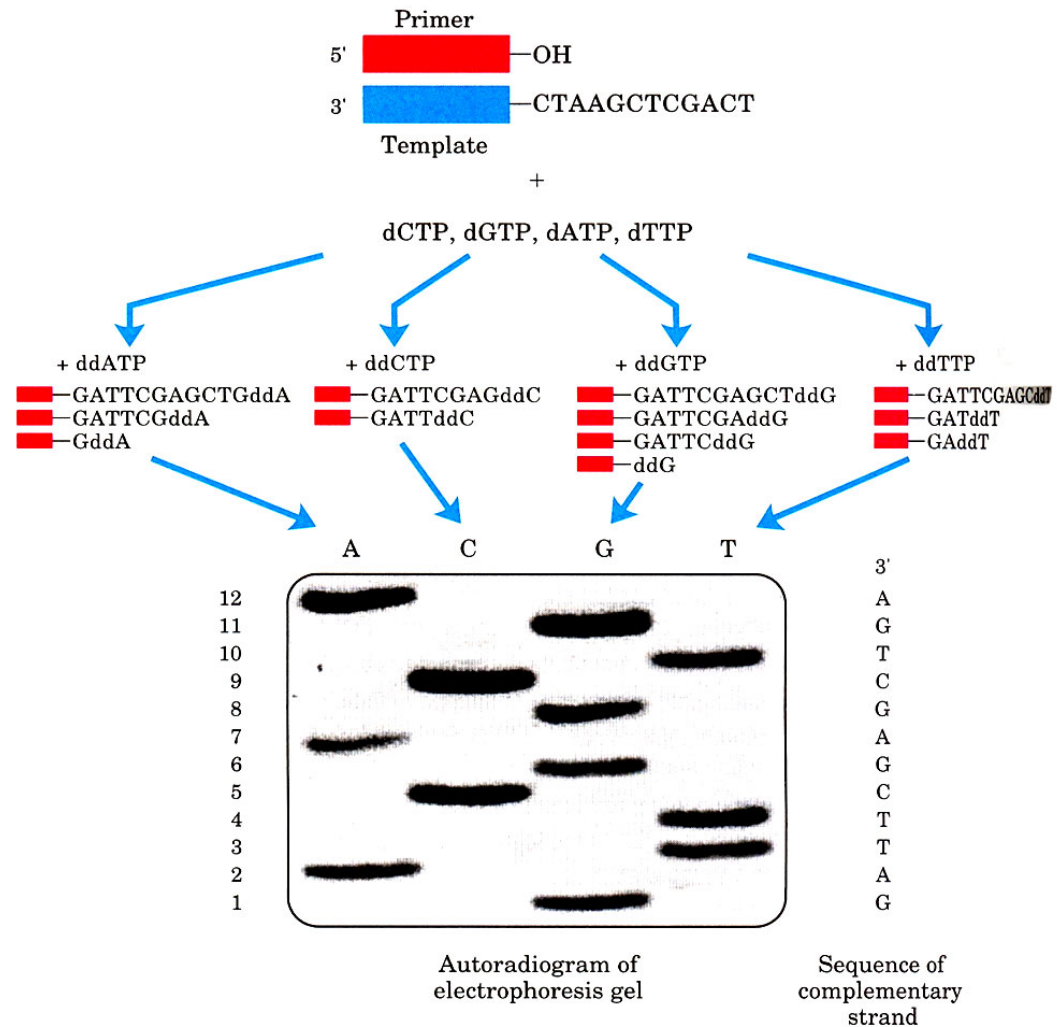 Primer
5' —OH
3' —CTAAGCTCGACT
Template
+
dCTP, dGTP, dATP, dTTP
+ ddATP
—GATTCGAGCTGddA
—GATTCGddA
—GddA
+ ddCTP
—GATTCGAGddC
—GATTddC
+ ddGTP
—GATTCGAGCTddG
—GATTCGAddG
—GATTCddG
—ddG
+ ddTTP
—GATTCGAGCddT
—GATddT
—GAddT
A C G T
3'
12 A
11 G
10 T
9 C
8 G
7 A
6 G
5 C
4 T
3 T
2 A
1 G
Autoradiogram of
electrophoresis gel
Sequence of
complementary
strand